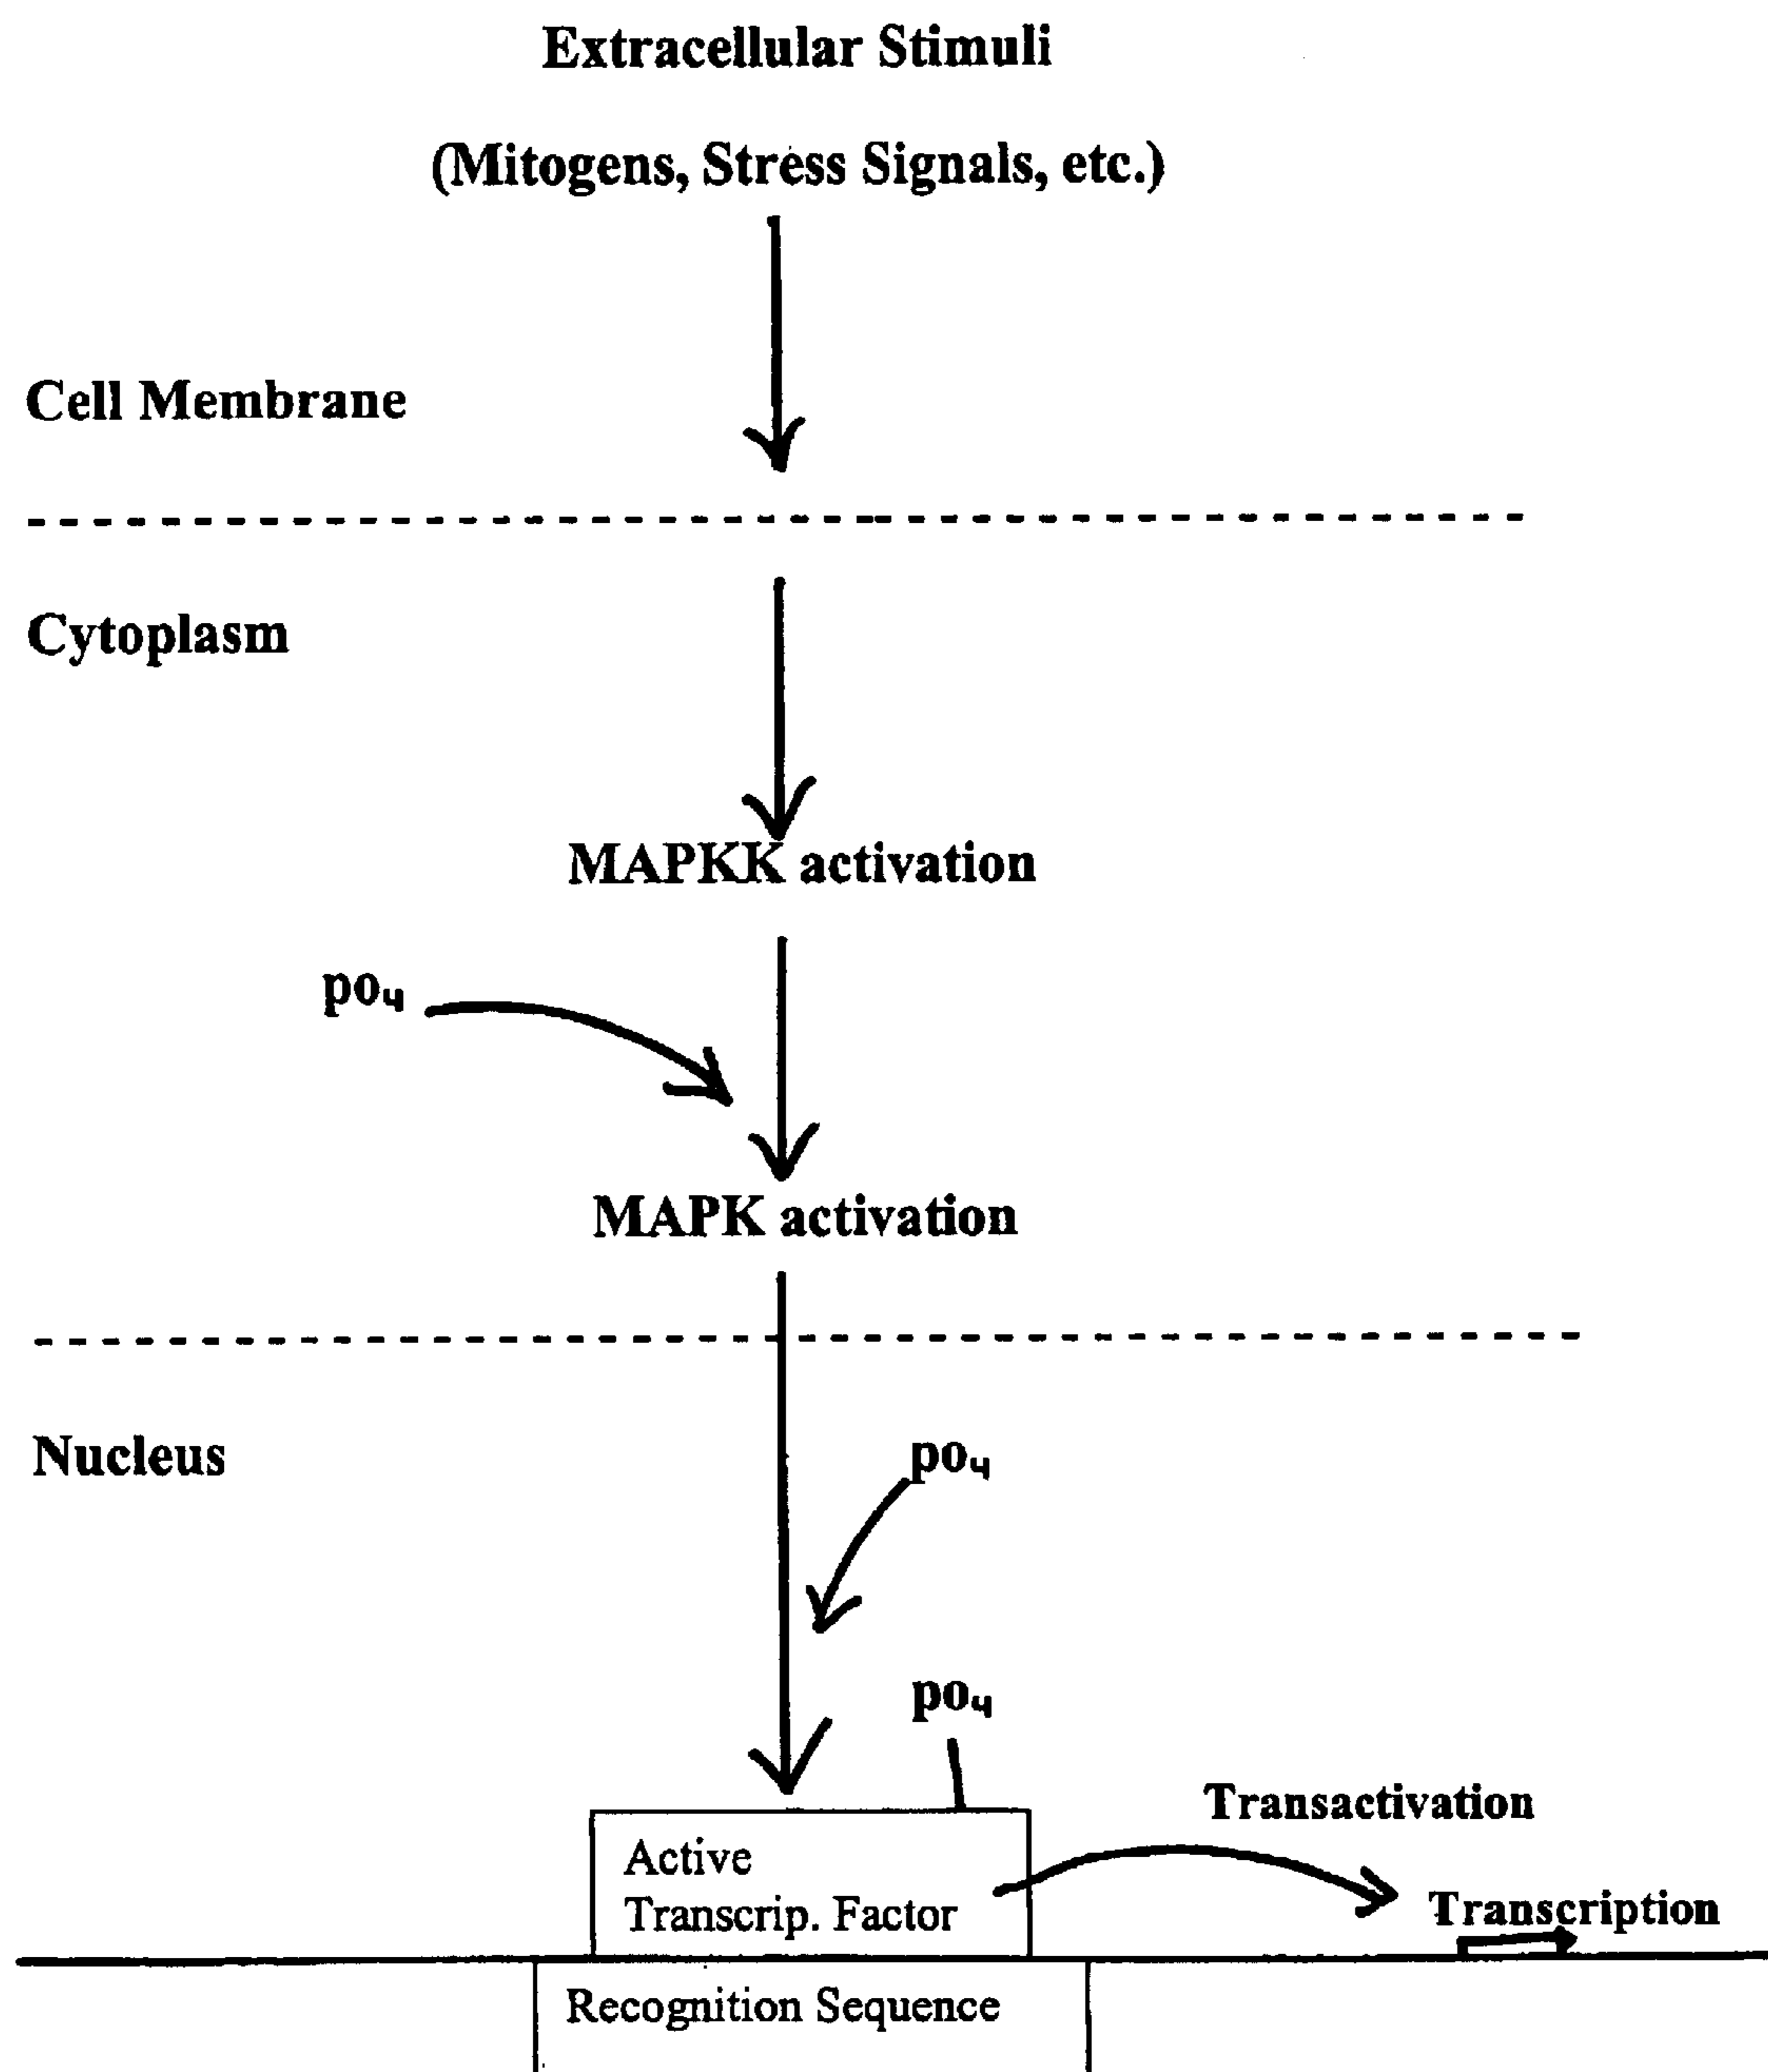 Extracellular Stimuli
(Mitogens, Stress Signals, etc.)
Cell Membrane
Cytoplasm
MAPKK activation
po₄
MAPK activation
Nucleus
po₄
po₄
Transactivation
Active
Transcrip. Factor
Transcription
Recognition Sequence